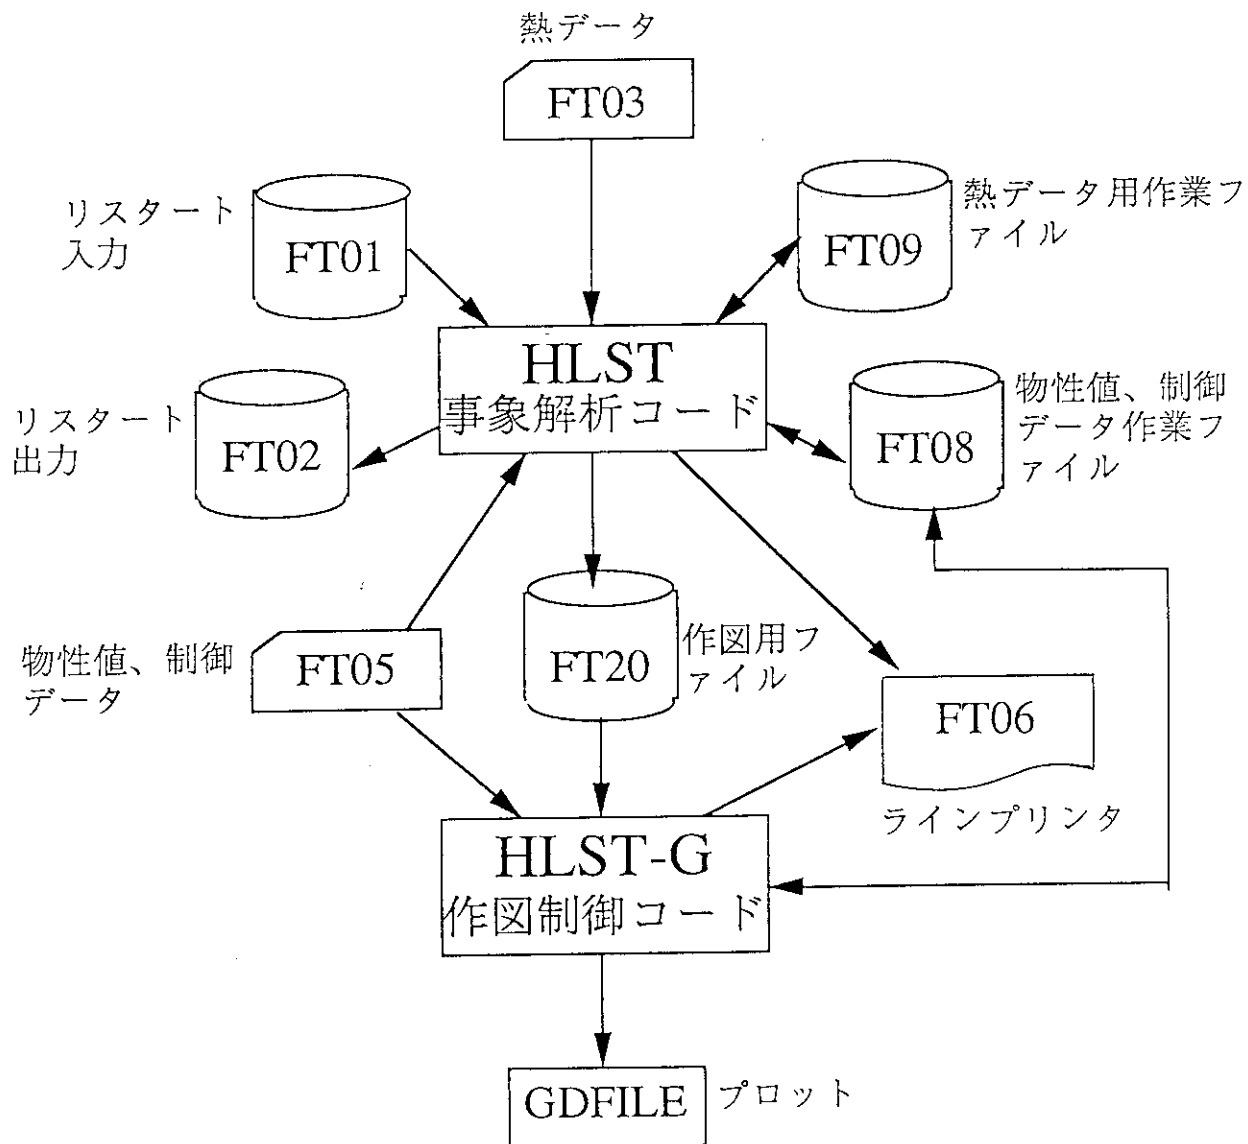 熱データ
FT03
リスタート
入力
FT01
熱データ用作業フ
ァイル
FT09
HLST
事象解析コード
リスタート
出力
FT02
物性値、制御
データ作業フ
ァイル
FT08
物性値、制御
データ
FT05
作図用フ
ァイル
FT20
FT06
ラインプリンタ
HLST-G
作図制御コード
GDFILE
プロット